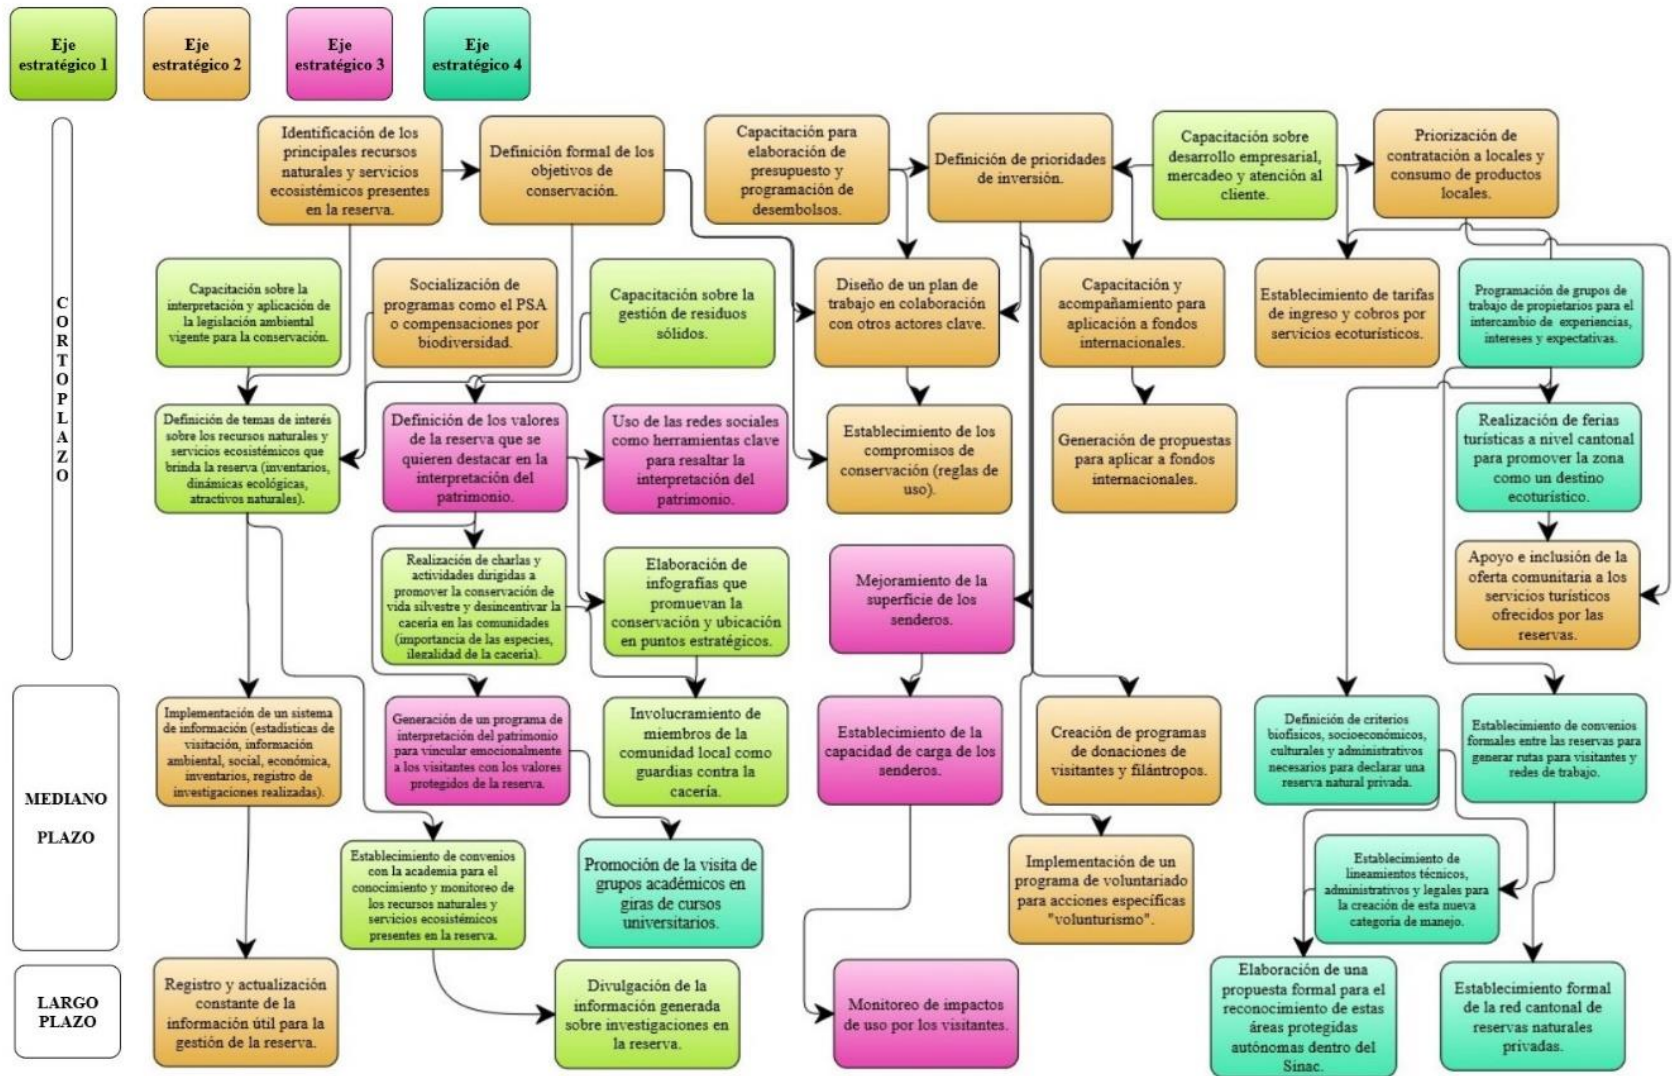 Eje
estratégico 1
Eje
estratégico 2
Eje
estratégico 3
Eje
estratégico 4
CORTOPLAZO
Identificación de los
principales recursos
naturales y servicios
ecosistémicos presentes
en la reserva.
Definición formal de los
objetivos de
conservación.
Capacitación para
elaboración de
presupuesto y
programación de
desembolsos.
Definición de prioridades
de inversión.
Capacitación sobre
desarrollo empresarial,
mercadeo y atención al
cliente.
Priorización de
contratación a locales y
consumo de productos
locales.
Capacitación sobre la
interpretación y aplicación de
la legislación ambiental
vigente para la conservación.
Socialización de
programas como el PSA
o compensaciones por
biodiversidad.
Capacitación sobre la
gestión de residuos
sólidos.
Diseño de un plan de
trabajo en colaboración
con otros actores clave.
Capacitación y
acompañamiento para
aplicación a fondos
internacionales.
Establecimiento de tarifas
de ingreso y cobros por
servicios ecoturísticos.
Programación de grupos de
trabajo de propietarios para el
intercambio de experiencias,
intereses y expectativas.
Definición de temas de interés
sobre los recursos naturales y
servicios ecosistémicos que
brinda la reserva (inventarios,
dinámicas ecológicas,
atractivos naturales).
Definición de los valores
de la reserva que se
quieren destacar en la
interpretación del
patrimonio.
Uso de las redes sociales
como herramientas clave
para resaltar la
interpretación del
patrimonio.
Establecimiento de los
compromisos de
conservación (reglas de
uso).
Generación de propuestas
para aplicar a fondos
internacionales.
Realización de ferias
turísticas a nivel cantonal
para promover la zona
como un destino
ecoturístico.
Realización de charlas y
actividades dirigidas a
promover la conservación de
vida silvestre y desincentivar la
cacería en las comunidades
(importancia de las especies,
ilegalidad de la cacería).
Elaboración de
infografías que
promuevan la
conservación y ubicación
en puntos estratégicos.
Mejoramiento de la
superficie de los
senderos.
Apoyo e inclusión de la
oferta comunitaria a los
servicios turísticos
ofrecidos por las
reservas.
MEDIANO
PLAZO
Implementación de un sistema
de información (estadísticas de
visitación, información
ambiental, social, económica,
inventarios, registro de
investigaciones realizadas).
Generación de un programa de
interpretación del patrimonio
para vincular emocionalmente
a los visitantes con los valores
protegidos de la reserva.
Involucramiento de
miembros de la
comunidad local como
guardias contra la
cacería.
Establecimiento de la
capacidad de carga de los
senderos.
Creación de programas
de donaciones de
visitantes y filántropos.
Definición de criterios
biofísicos, socioeconómicos,
culturales y administrativos
necesarios para declarar una
reserva natural privada.
Establecimiento de convenios
formales entre las reservas para
generar rutas para visitantes y
redes de trabajo.
Establecimiento de convenios
con la academia para el
conocimiento y monitoreo de
los recursos naturales y
servicios ecosistémicos
presentes en la reserva.
Promoción de la visita de
grupos académicos en
giras de cursos
universitarios.
Implementación de un
programa de voluntariado
para acciones específicas
"volunturismo".
Establecimiento de
lineamientos técnicos,
administrativos y legales para
la creación de esta nueva
categoría de manejo.
LARGO
PLAZO
Registro y actualización
constante de la
información útil para la
gestión de la reserva.
Divulgación de la
información generada
sobre investigaciones en
la reserva.
Monitoreo de impactos
de uso por los visitantes.
Elaboración de una
propuesta formal para el
reconocimiento de estas
áreas protegidas
autónomas dentro del
Sinac.
Establecimiento formal
de la red cantonal de
reservas naturales
privadas.